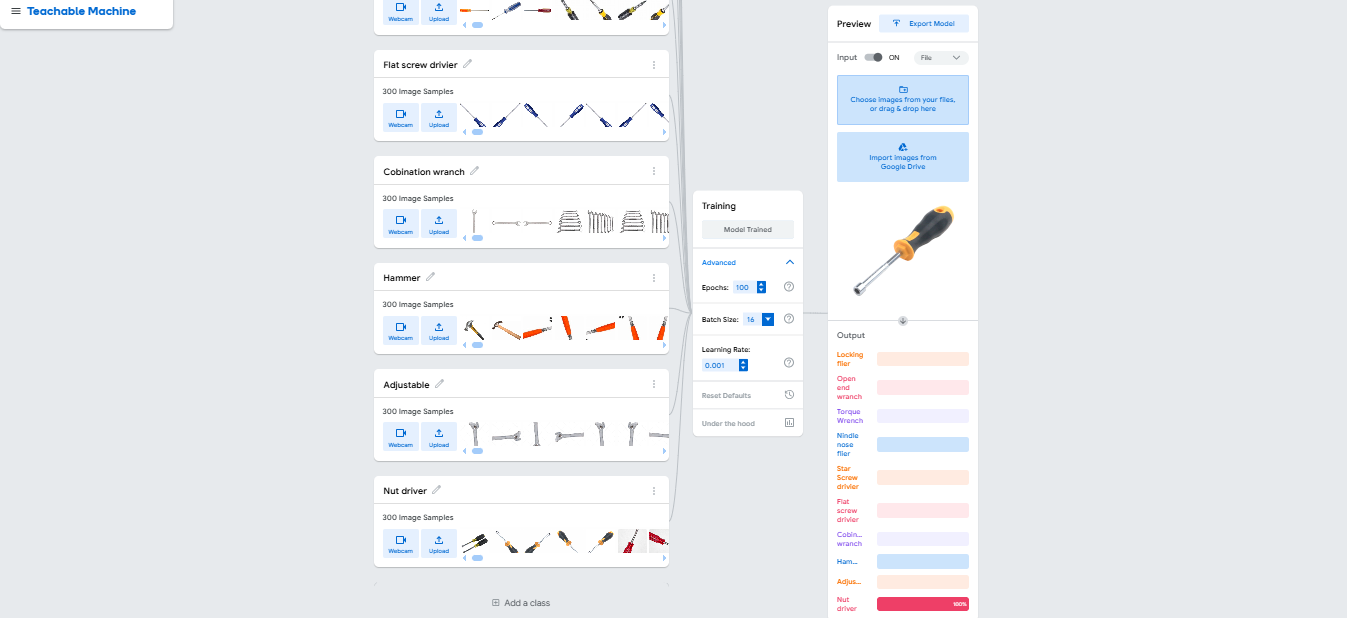 Teachable Machine
Webcam
Upload
Flat screw drivier
300 Image Samples
Webcam
Upload
Cobination wranch
300 Image Samples
Webcam
Upload
Hammer
300 Image Samples
Webcam
Upload
Adjustable
300 Image Samples
Webcam
Upload
Nut driver
300 Image Samples
Webcam
Upload
Add a class
Training
Model Trained
Advanced
Epochs: 100
Batch Size: 16
Learning Rate:
0.001
Reset Defaults
Under the hood
Preview
Export Model
Input ON File
Choose images from your files,
or drag & drop here
Import images from
Google Drive
Output
Locking
flier
Open
end
wranch
Torque
Wrench
Nindle
nose
flier
Star
Screw
drivier
Flat
screw
drivier
Cobin...
wranch
Ham...
Adjus...
Nut
driver
100%